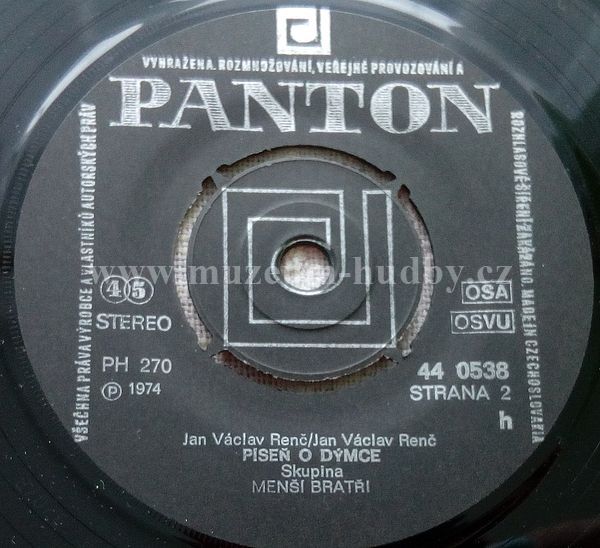 VYHRAŽENA. ROZMNOŽOVÁNÍ, VEŘEJNÉ PROVOZOVÁNÍ A
PANTON
VŠECHNA PRÁVA VÝROBCE A VLASTNÍKŮ AUTORSKÝCH PRÁV
ROZHLASOVÉ ŠÍŘENÍ ZAKÁZÁNO. MADE IN CZECHOSLOVAKIA
www.muzeum-hudby.cz
45
STEREO
OSA
OSVU
PH 270
Ⓟ 1974
44 0538
STRANA 2
h
Jan Václav Renč/Jan Václav Renč
PÍSEŇ O DÝMCE
Skupina
MENŠÍ BRATŘI